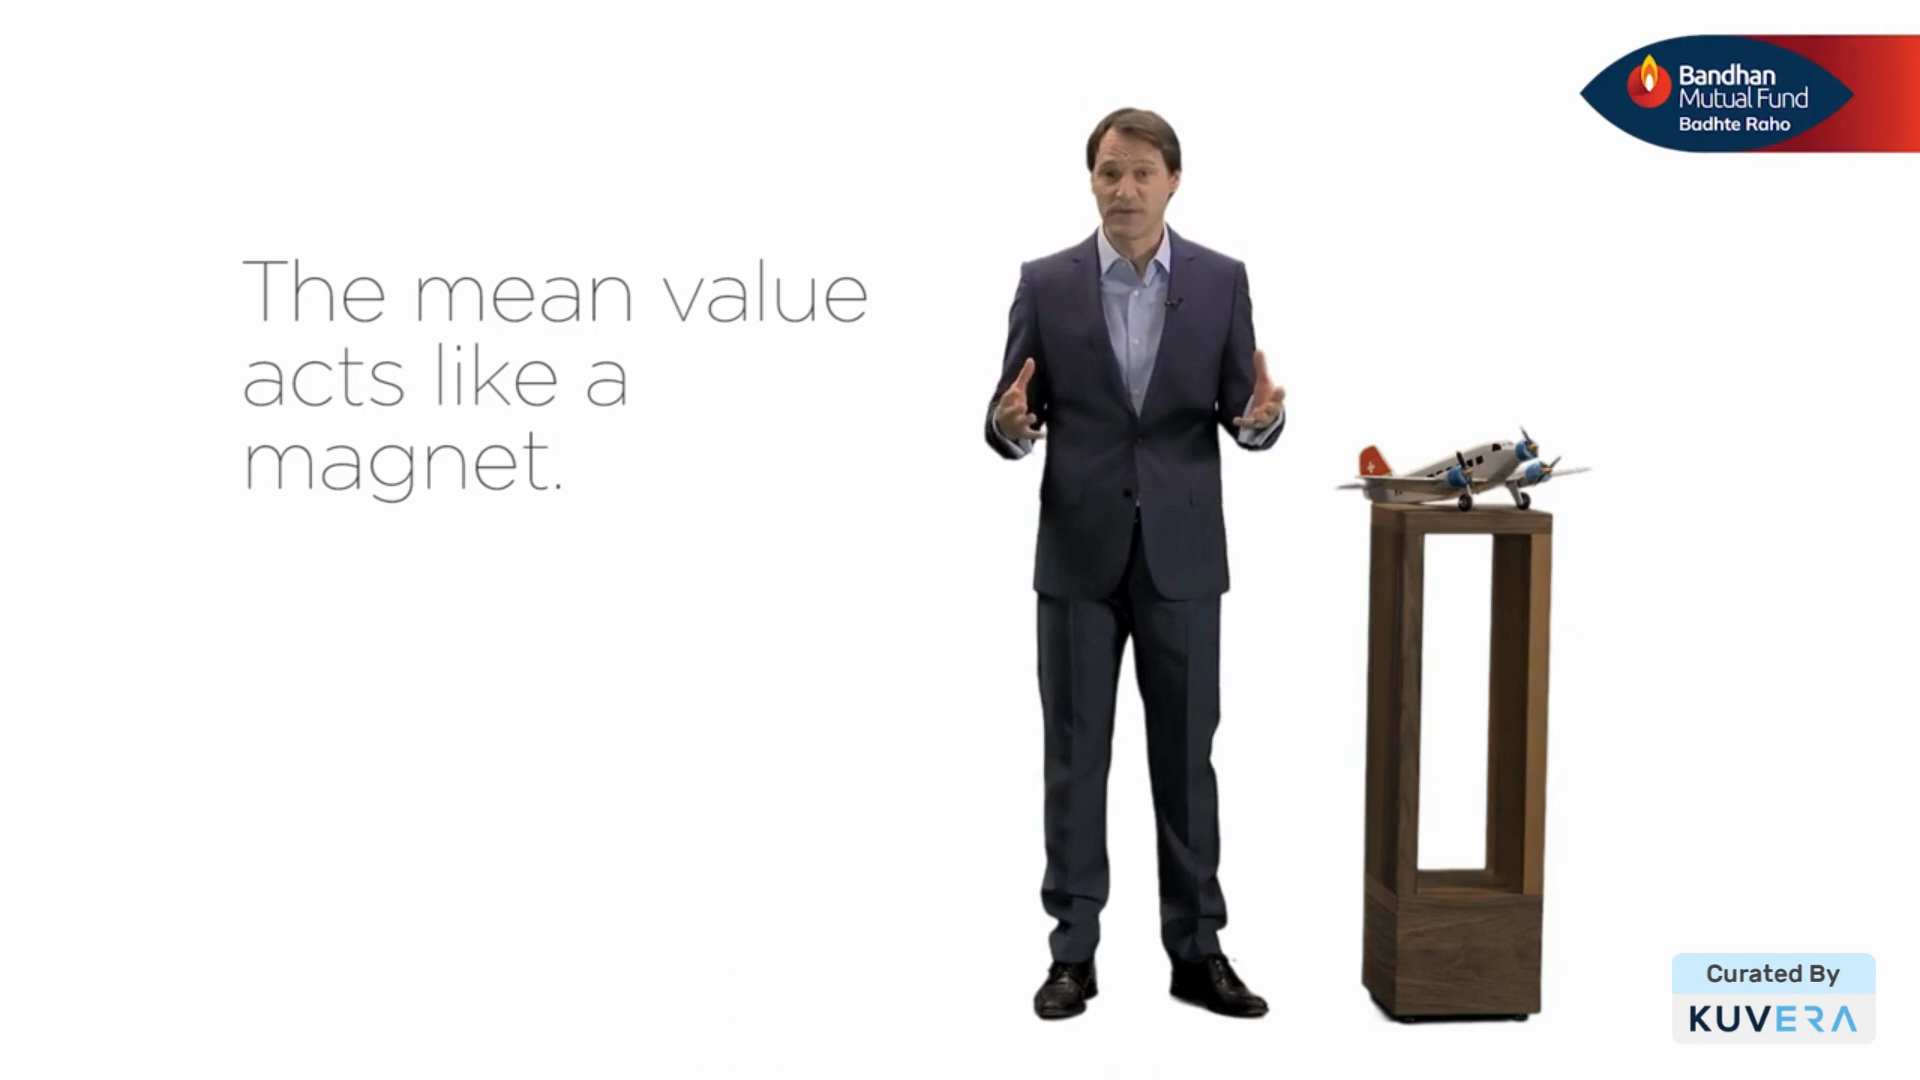 Bandhan
Mutual Fund
Badhte Raho
The mean value
acts like a
magnet.
Curated By
KUVERA